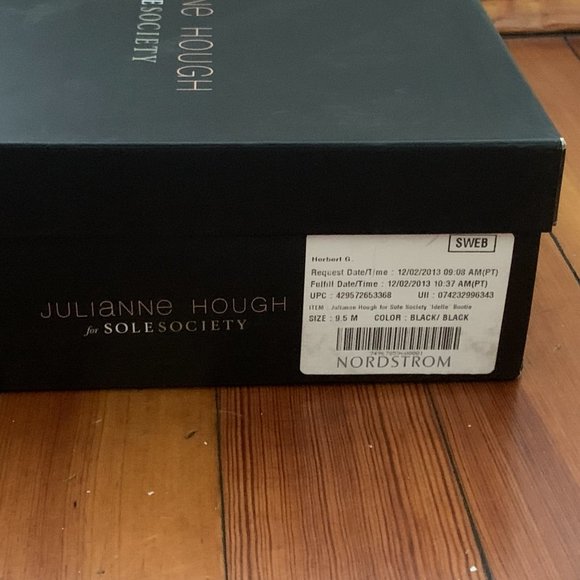 NNE HOUGH
SOCIETY
JULIANNE HOUGH
for SOLESOCIETY
SWEB
Herbert G.
Request Date/Time : 12/02/2013 09:08 AM(PT)
Fulfill Date/Time : 12/02/2013 10:37 AM(PT)
UPC : 429572653368 UII : 074232996343
ITEM : Julianne Hough for Sole Society 'Idelle' Bootie
SIZE : 9.5 M COLOR : BLACK/ BLACK
NORDSTROM